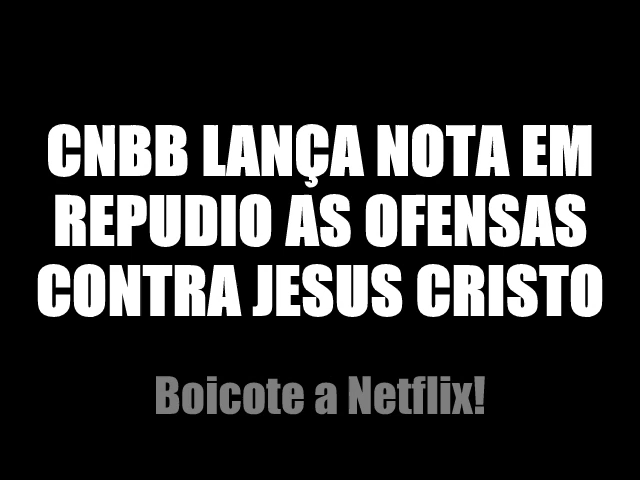 CNBB LANÇA NOTA EM
REPUDIO AS OFENSAS
CONTRA JESUS CRISTO
Boicote a Netflix!